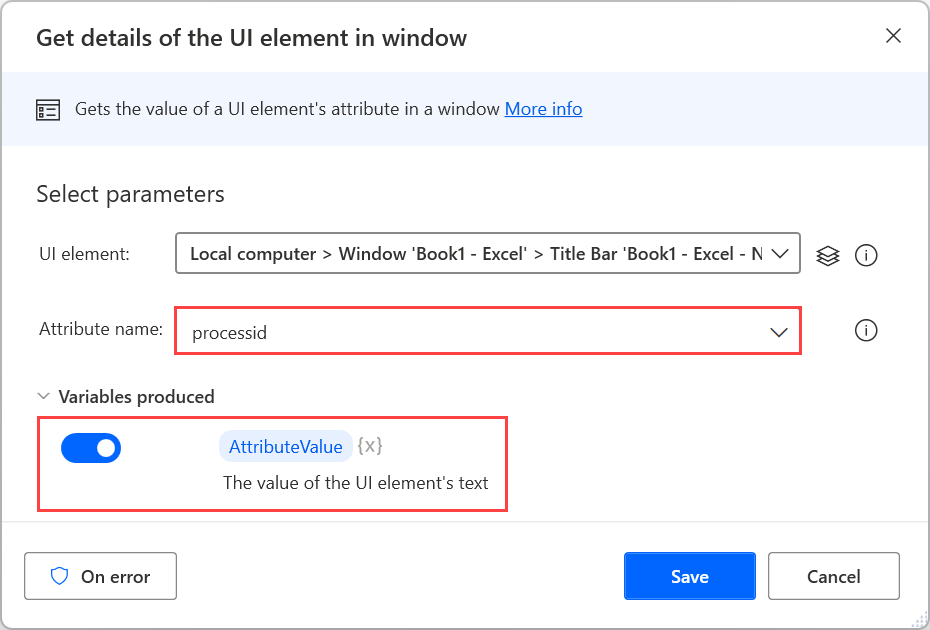 Get details of the UI element in window
Gets the value of a UI element's attribute in a window More info
Select parameters
UI element: Local computer > Window 'Book1 - Excel' > Title Bar 'Book1 - Excel - N
Attribute name: processid
Variables produced
AttributeValue {x}
The value of the UI element's text
On error Save Cancel